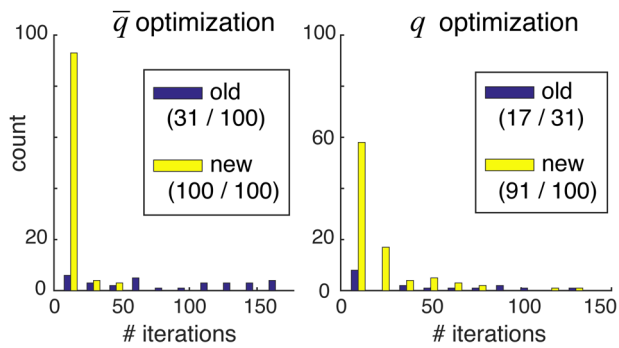 q̅ optimization
q optimization
100
20
0
count
old
(31 / 100)
new
(100 / 100)
0
50
100
150
# iterations
100
60
20
0
old
(17 / 31)
new
(91 / 100)
0
50
100
150
# iterations